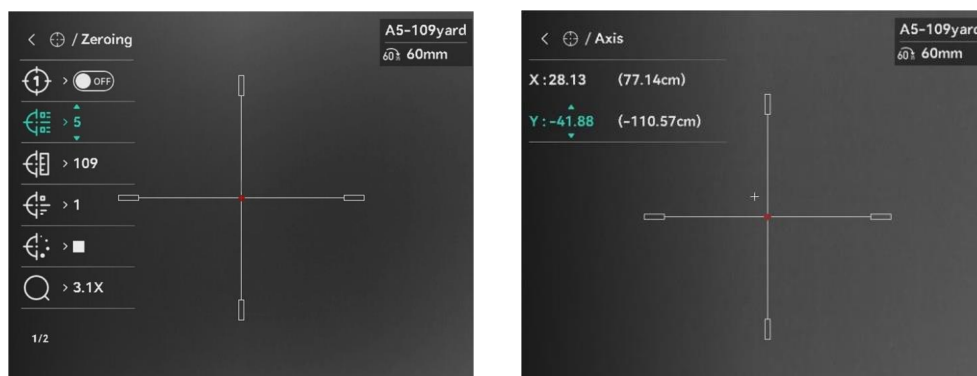 / Zeroing
A5-109yard
60 60mm
1 > OFF
> 5
> 109
> 1
>
> 3.1X
1/2
/ Axis
A5-109yard
60 60mm
X :28.13 (77.14cm)
Y : -41.88 (-110.57cm)